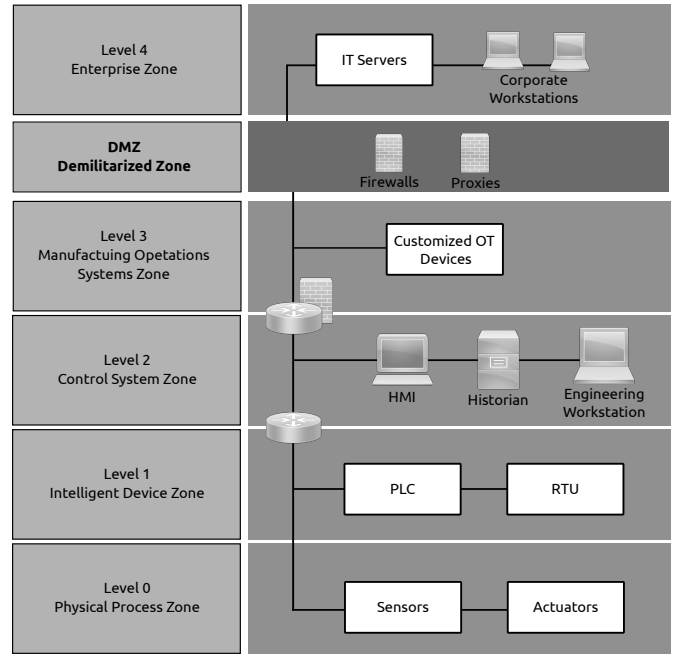 Level 4
Enterprise Zone
IT Servers
Corporate
Workstations
DMZ
Demilitarized Zone
Firewalls
Proxies
Level 3
Manufactuing Opetations
Systems Zone
Customized OT
Devices
Level 2
Control System Zone
HMI
Historian
Engineering
Workstation
Level 1
Intelligent Device Zone
PLC
RTU
Level 0
Physical Process Zone
Sensors
Actuators